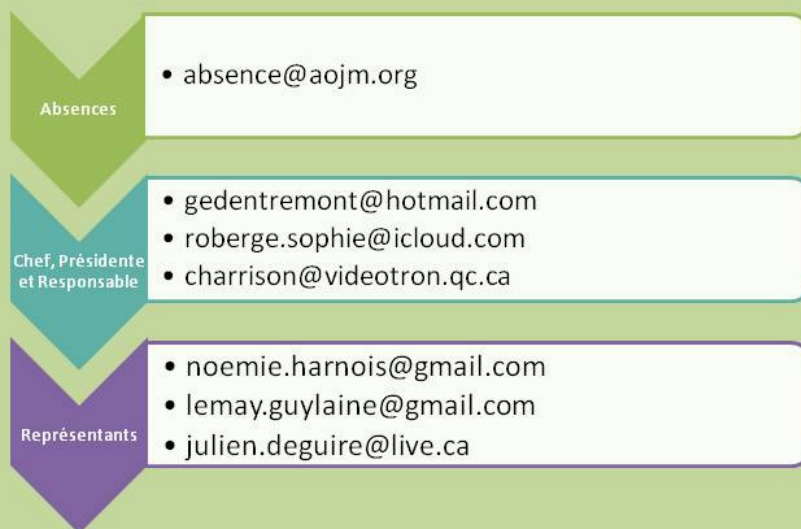 Absences
• absence@aojm.org
Chef, Présidente
et Responsable
• gedentremont@hotmail.com
• roberge.sophie@icloud.com
• charrison@videotron.qc.ca
Représentants
• noemie.harnois@gmail.com
• lemay.guylaine@gmail.com
• julien.deguire@live.ca